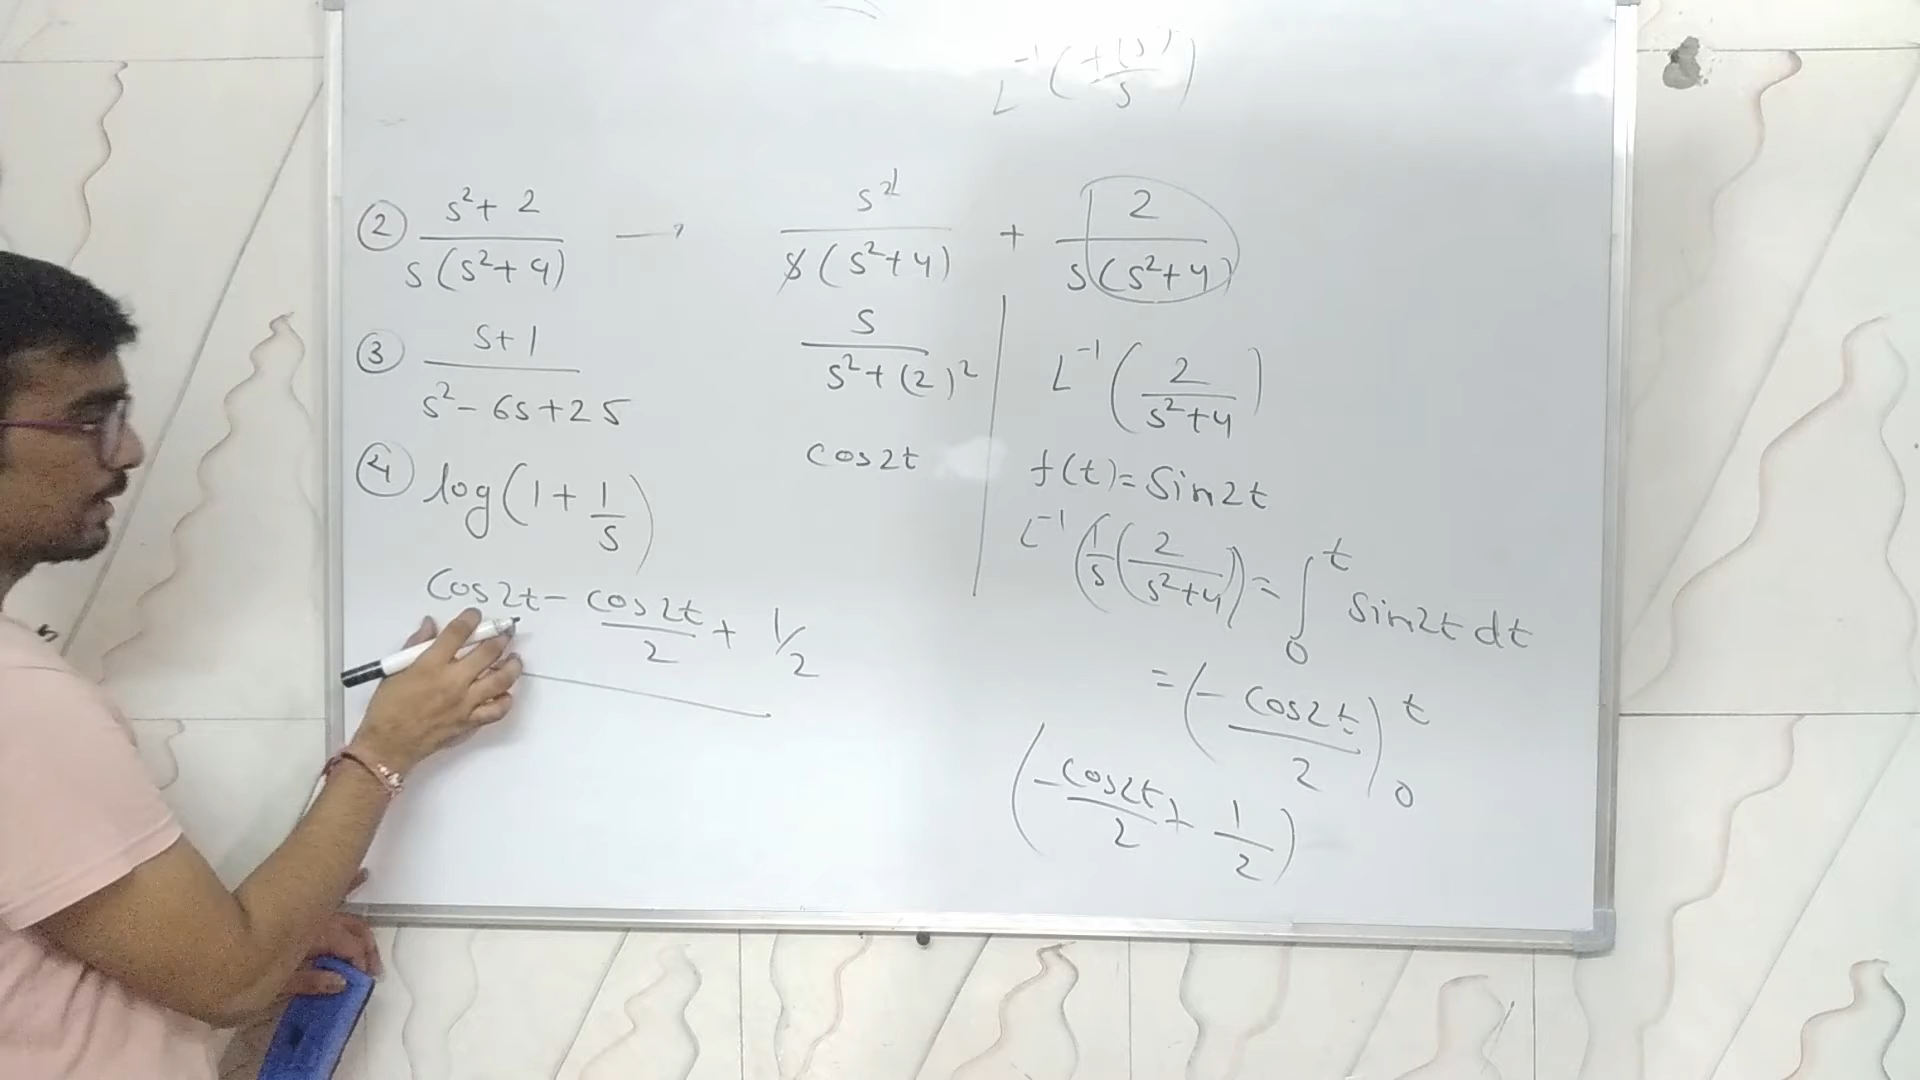 L⁻¹(f(s)/s)
② (s²+2)/(s(s²+4)) → s²/(s(s²+4)) + 2/(s(s²+4))
s/(s²+(2)²)
cos2t
③ (s+1)/(s²-6s+25)
④ log(1+1/s)
cos2t - cos2t/2 + 1/2
L⁻¹(2/(s²+4))
f(t)= Sin2t
L⁻¹(1/s(2/(s²+4))) = ∫₀ᵗ Sin2t dt
= (-cos2t/2)₀ᵗ
(-cos2t/2 + 1/2)